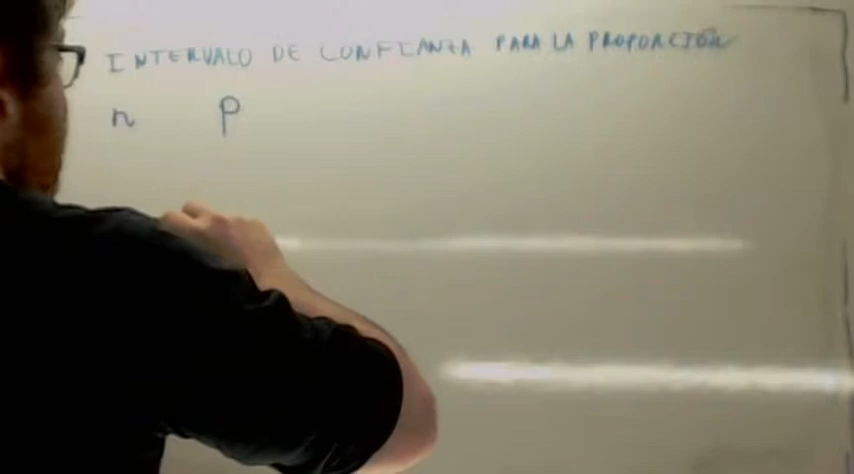 INTERVALO DE CONFIANZA PARA LA PROPORCIÓN
n P